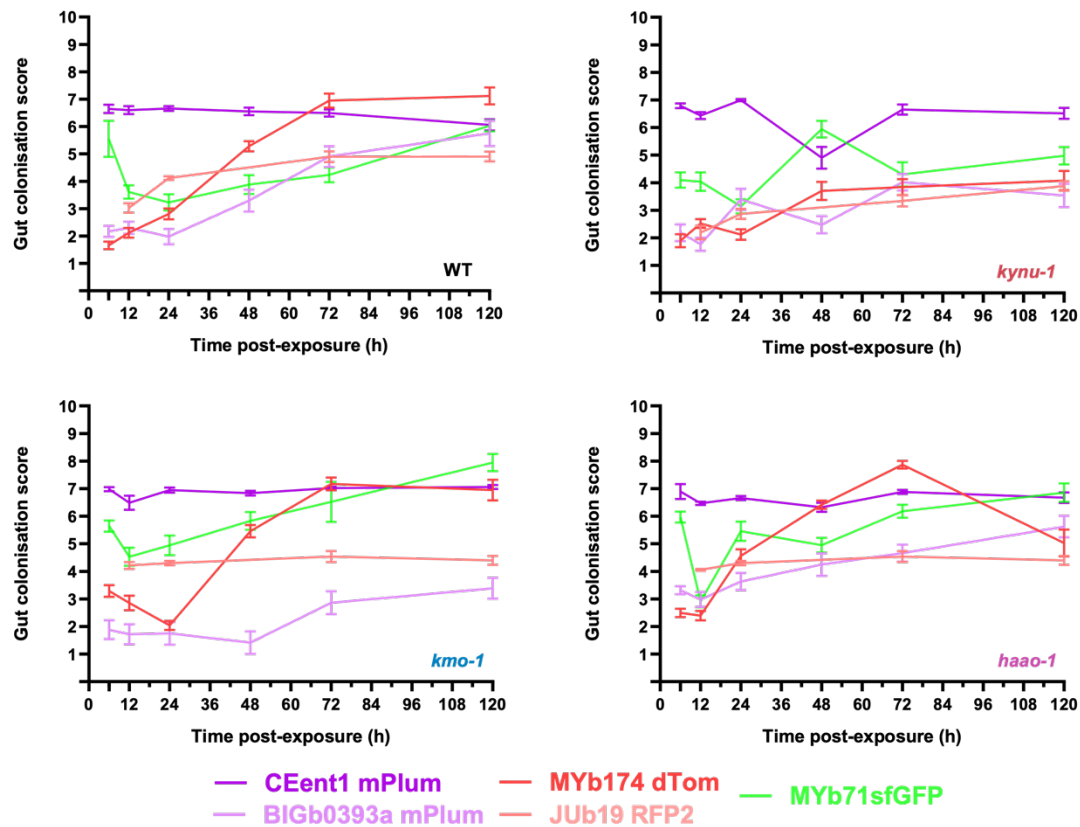 10
9
8
7
6
5
4
3
2
1
Gut colonisation score
WT
0 12 24 36 48 60 72 84 96 108 120
Time post-exposure (h)
10
9
8
7
6
5
4
3
2
1
Gut colonisation score
kynu-1
0 12 24 36 48 60 72 84 96 108 120
Time post-exposure (h)
10
9
8
7
6
5
4
3
2
1
Gut colonisation score
kmo-1
0 12 24 36 48 60 72 84 96 108 120
Time post-exposure (h)
10
9
8
7
6
5
4
3
2
1
Gut colonisation score
haao-1
0 12 24 36 48 60 72 84 96 108 120
Time post-exposure (h)
CEent1 mPlum
MYb174 dTom
MYb71sfGFP
BIGb0393a mPlum
JUb19 RFP2